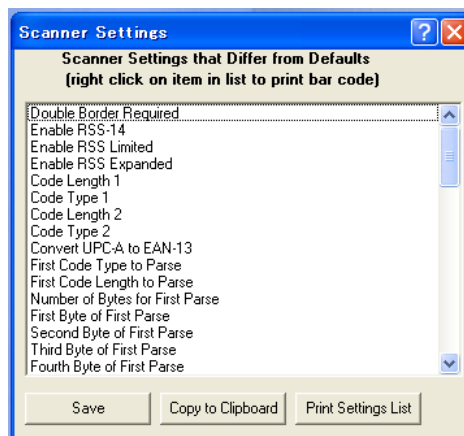 Scanner Settings
Scanner Settings that Differ from Defaults
(right click on item in list to print bar code)
Double Border Required
Enable RSS-14
Enable RSS Limited
Enable RSS Expanded
Code Length 1
Code Type 1
Code Length 2
Code Type 2
Convert UPC-A to EAN-13
First Code Type to Parse
First Code Length to Parse
Number of Bytes for First Parse
First Byte of First Parse
Second Byte of First Parse
Third Byte of First Parse
Fourth Byte of First Parse
Save Copy to Clipboard Print Settings List